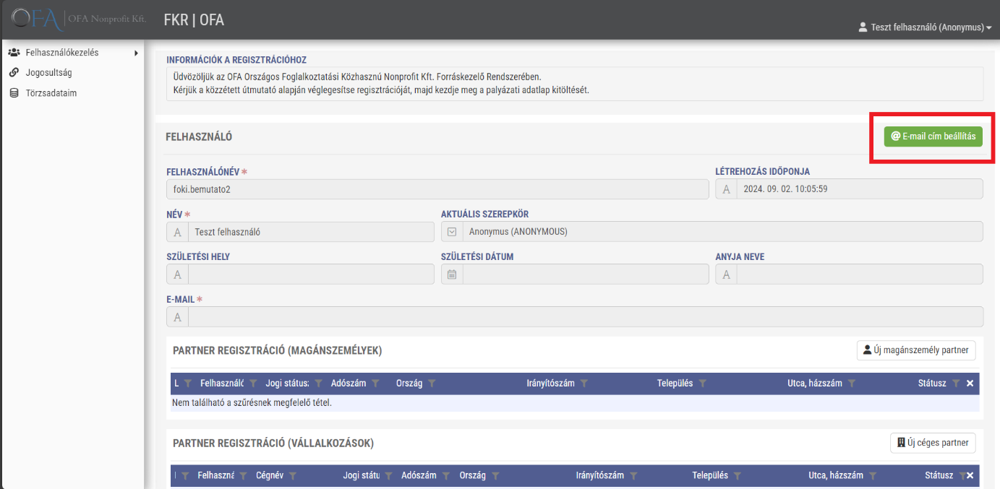 OFA OFA Nonprofit Kft. FKR | OFA
Teszt felhasználó (Anonymus)
Felhasználókezelés
Jogosultság
Törzsadataim
INFORMÁCIÓK A REGISZTRÁCIÓHOZ
Üdvözöljük az OFA Országos Foglalkoztatási Közhasznú Nonprofit Kft. Forráskezelő Rendszerében.
Kérjük a közzétett útmutató alapján véglegesítse regisztrációját, majd kezdje meg a palyázati adatlap kitöltését.
FELHASZNÁLÓ
E-mail cím beállítás
FELHASZNÁLÓNÉV *
LÉTREHOZÁS IDŐPONJA
foki.bemutato2
A 2024. 09. 02. 10:05:59
NÉV *
AKTUÁLIS SZEREPKÖR
A Teszt felhasználó
Anonymus (ANONYMOUS)
SZÜLETÉSI HELY
SZÜLETÉSI DÁTUM
ANYJA NEVE
A
A
E-MAIL *
A
PARTNER REGISZTRÁCIÓ (MAGÁNSZEMÉLYEK)
Új magánszemély partner
L Felhasználó Jogi státusz Adószám Ország Irányítószám Település Utca, házszám Státusz
Nem található a szűrésnek megfelelő tétel.
PARTNER REGISZTRÁCIÓ (VÁLLALKOZÁSOK)
Új céges partner
Felhaszná Cégnév Jogi státu Adószám Ország Irányítószám Település Utca, házszám Státusz